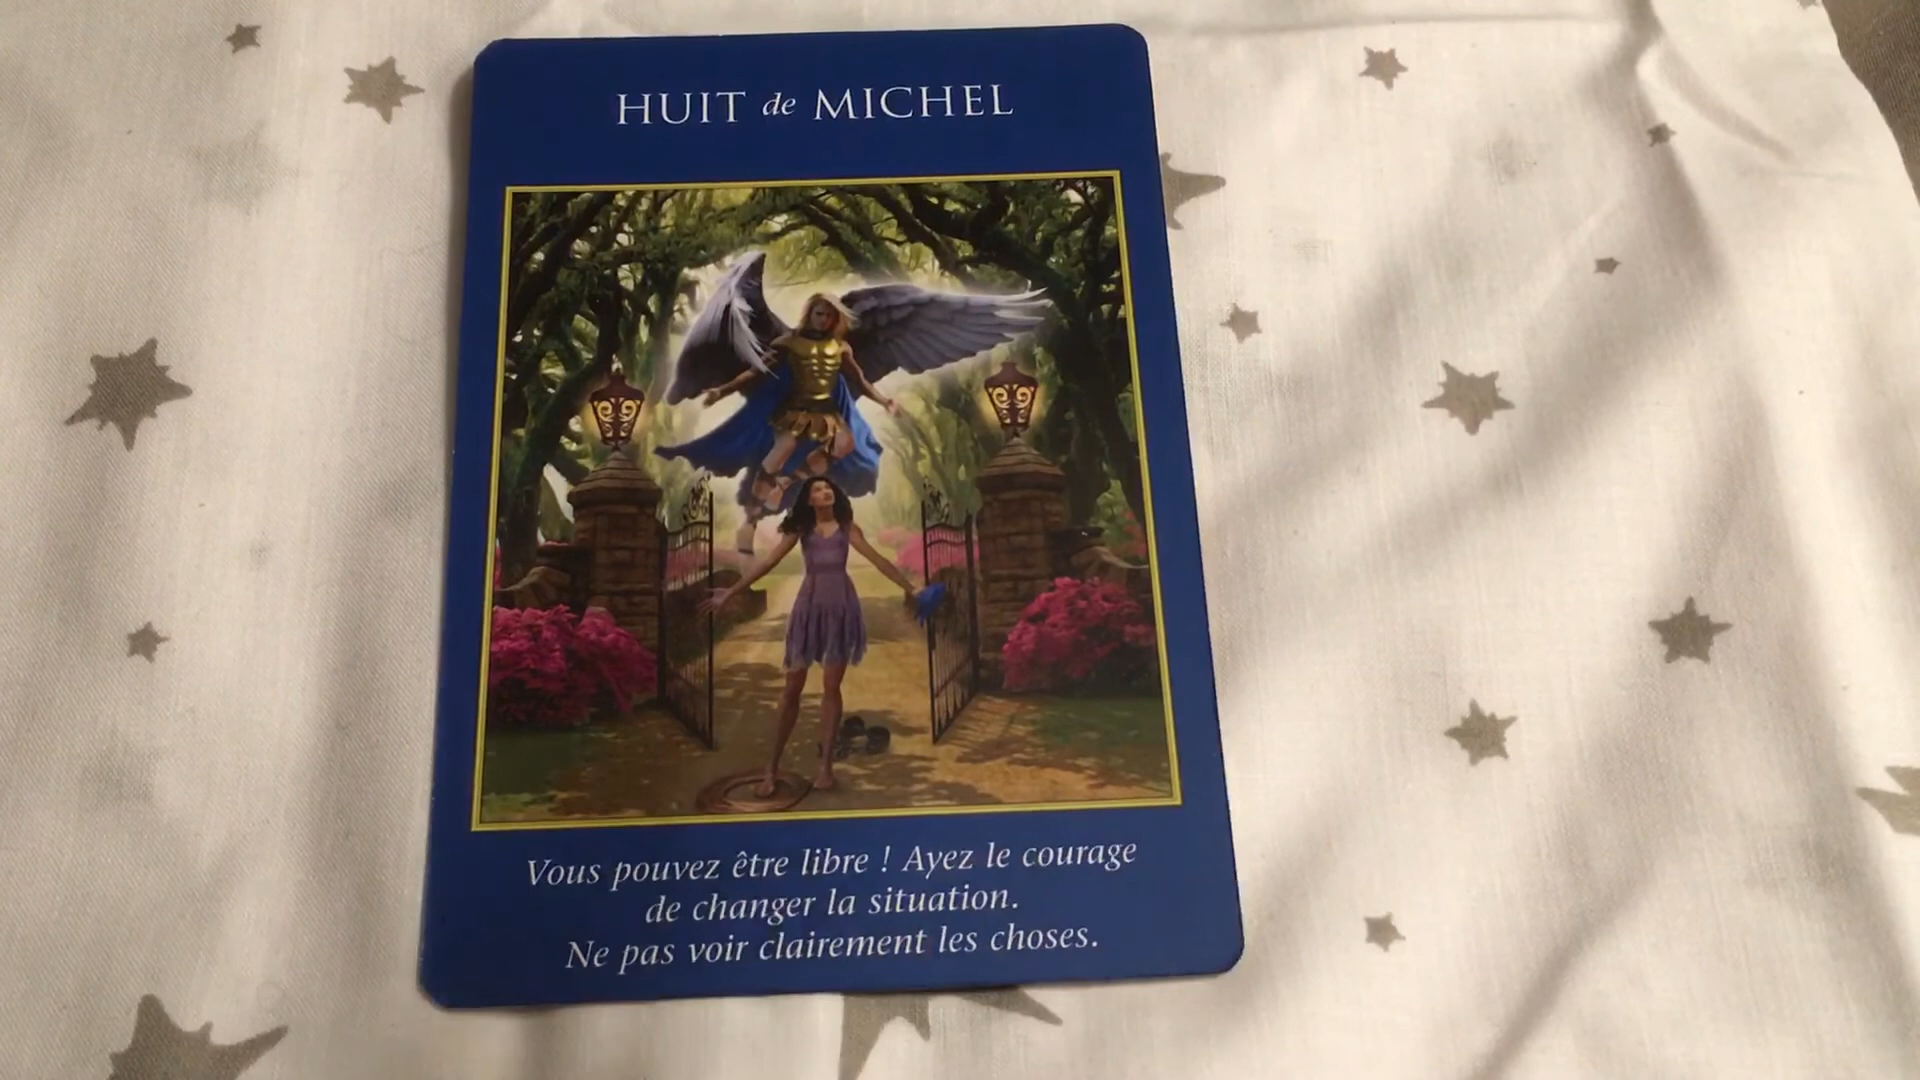 HUIT de MICHEL
Vous pouvez être libre ! Ayez le courage
de changer la situation.
Ne pas voir clairement les choses.